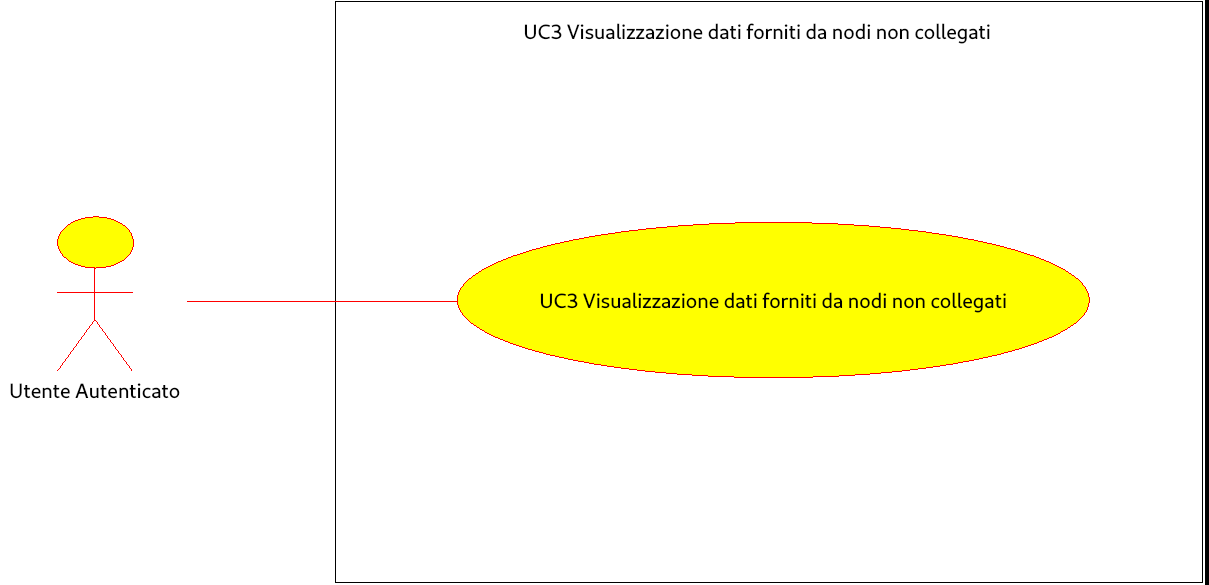 UC3 Visualizzazione dati forniti da nodi non collegati
UC3 Visualizzazione dati forniti da nodi non collegati
Utente Autenticato